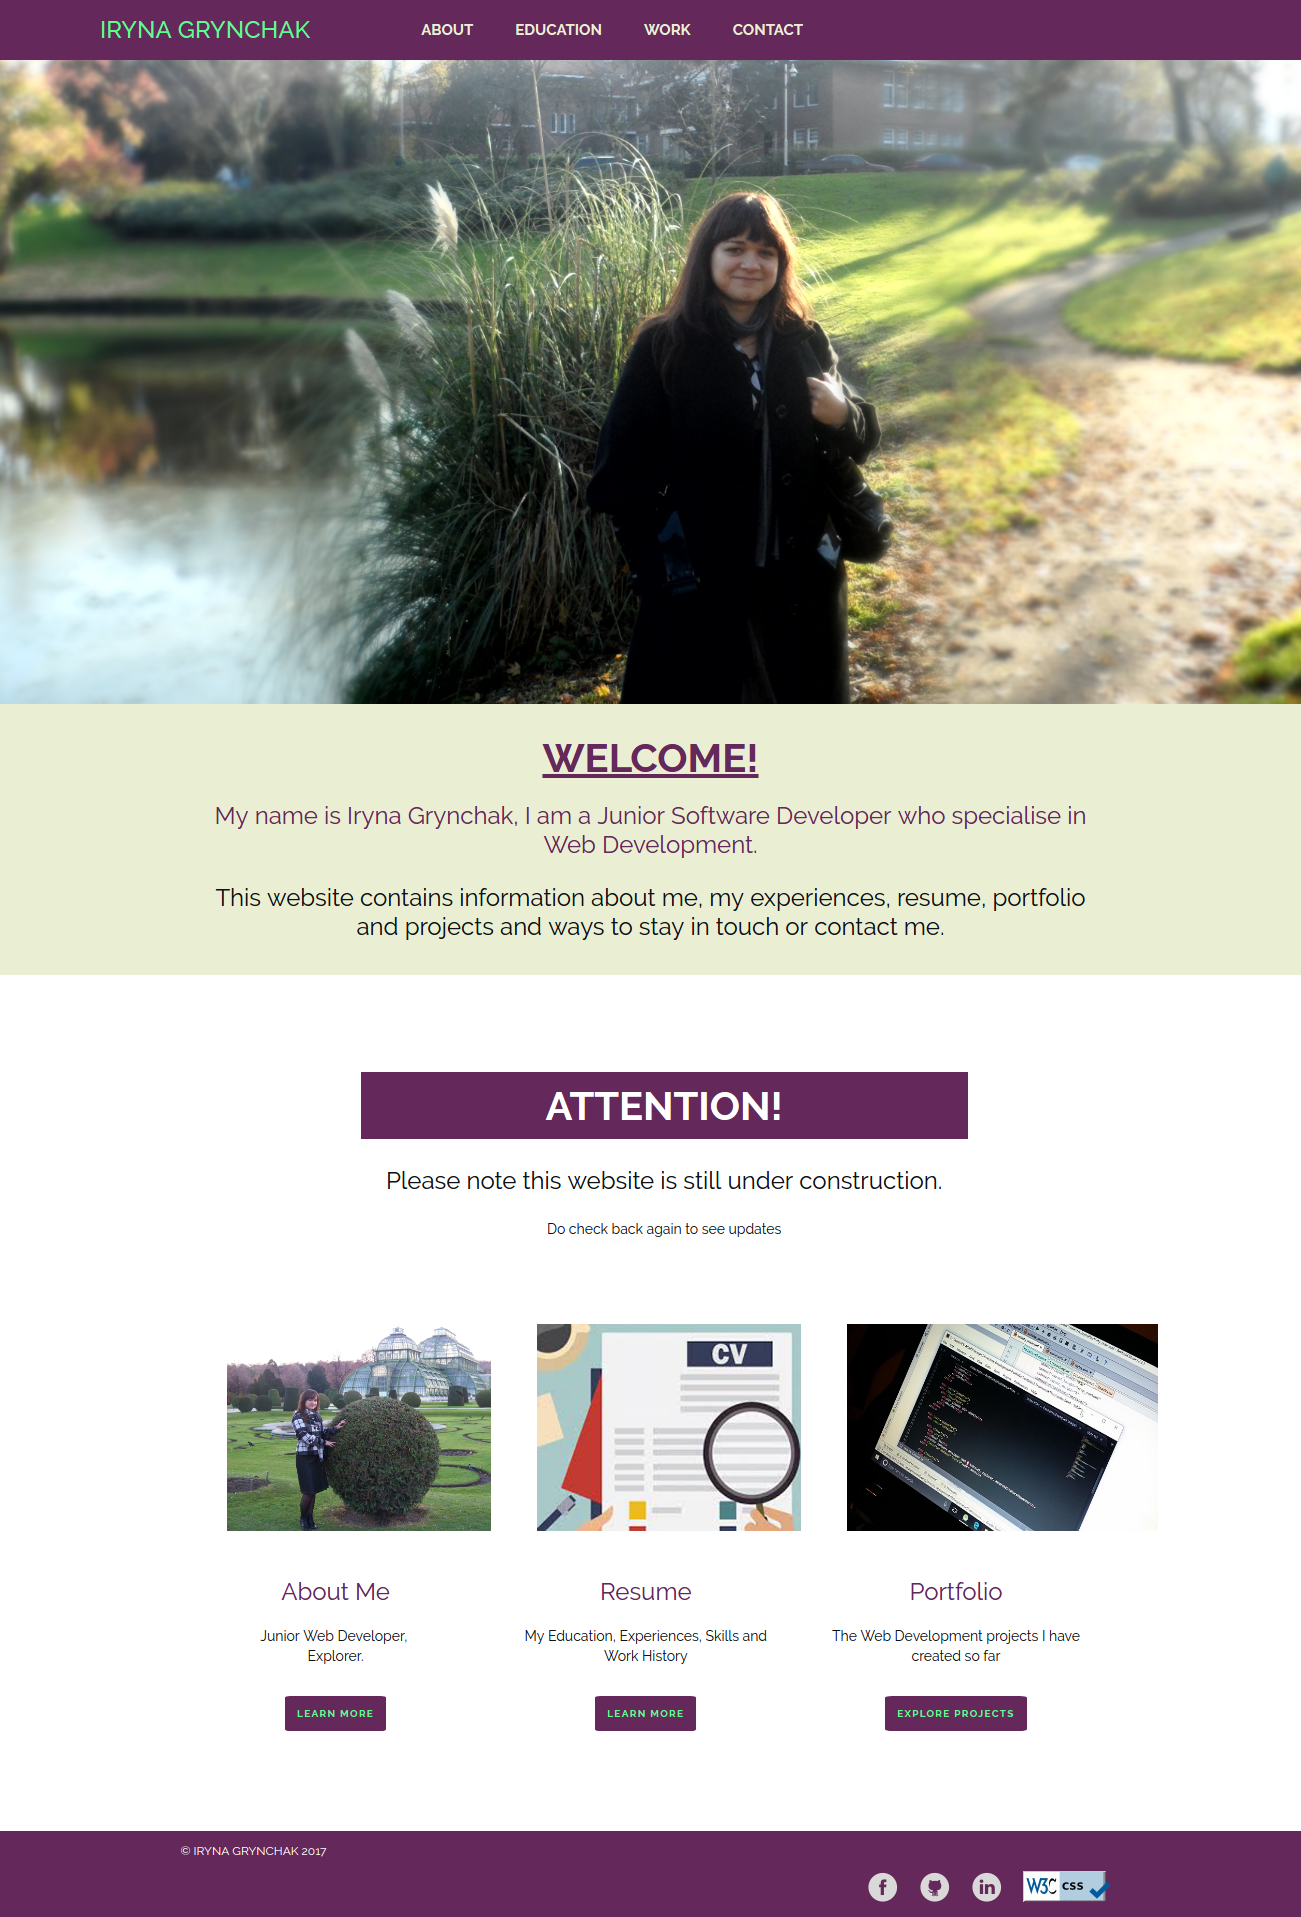 IRYNA GRYNCHAK
ABOUT
EDUCATION
WORK
CONTACT
WELCOME!
My name is Iryna Grynchak, I am a Junior Software Developer who specialise in
Web Development.
This website contains information about me, my experiences, resume, portfolio
and projects and ways to stay in touch or contact me.
ATTENTION!
Please note this website is still under construction.
Do check back again to see updates
CV
About Me
Junior Web Developer,
Explorer.
LEARN MORE
Resume
My Education, Experiences, Skills and
Work History
LEARN MORE
Portfolio
The Web Development projects I have
created so far
EXPLORE PROJECTS
© IRYNA GRYNCHAK 2017
f
in
W3C css